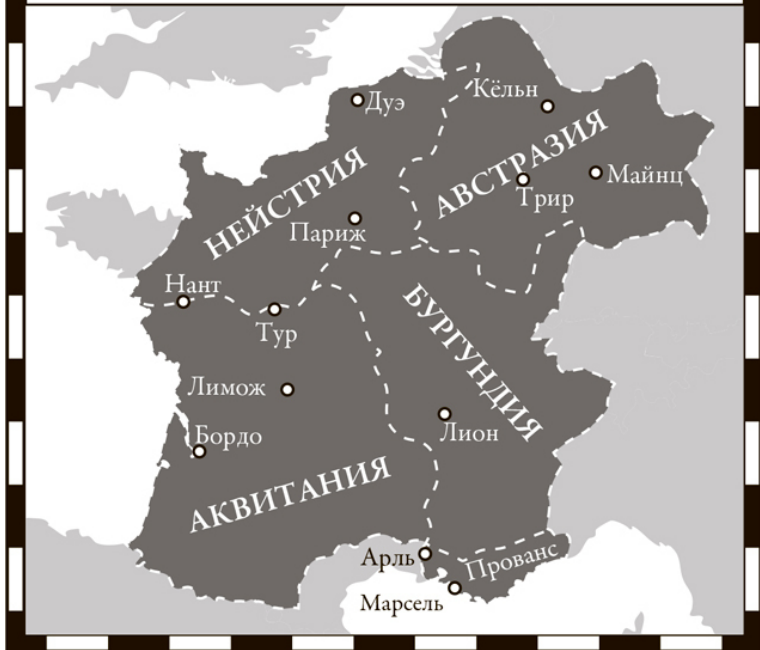 Дуэ
Кёльн
НЕЙСТРИЯ
АВСТРАЗИЯ
Майнц
Трир
Париж
Нант
Тур
БУРГУНДИЯ
Лимож
Лион
Бордо
АКВИТАНИЯ
Арль
Прованс
Марсель